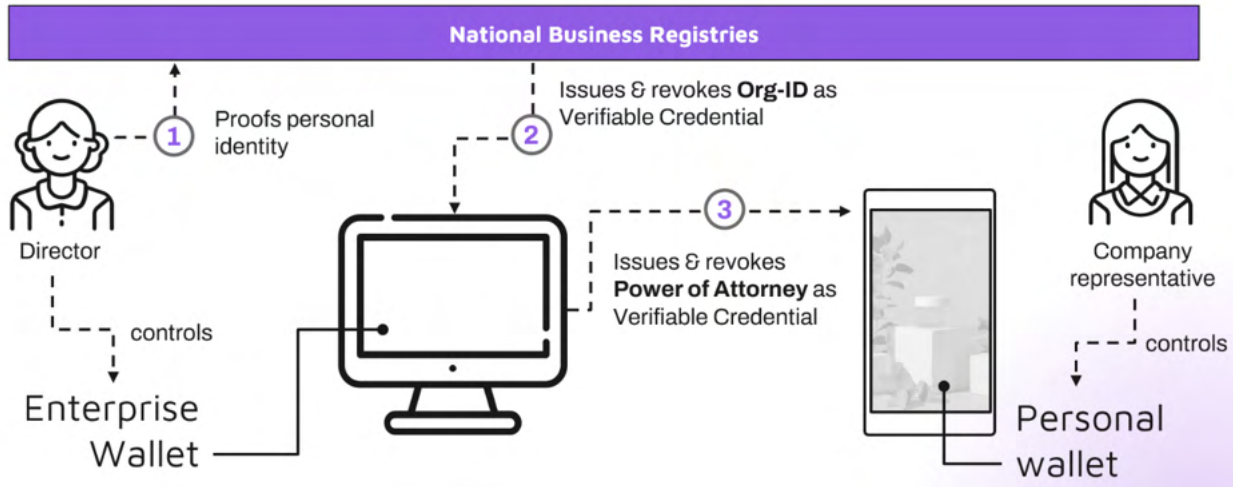 National Business Registries
1
Proofs personal
identity
2
Issues & revokes Org-ID as
Verifiable Credential
3
Issues & revokes
Power of Attorney as
Verifiable Credential
Director
controls
Enterprise
Wallet
Company
representative
controls
Personal
wallet